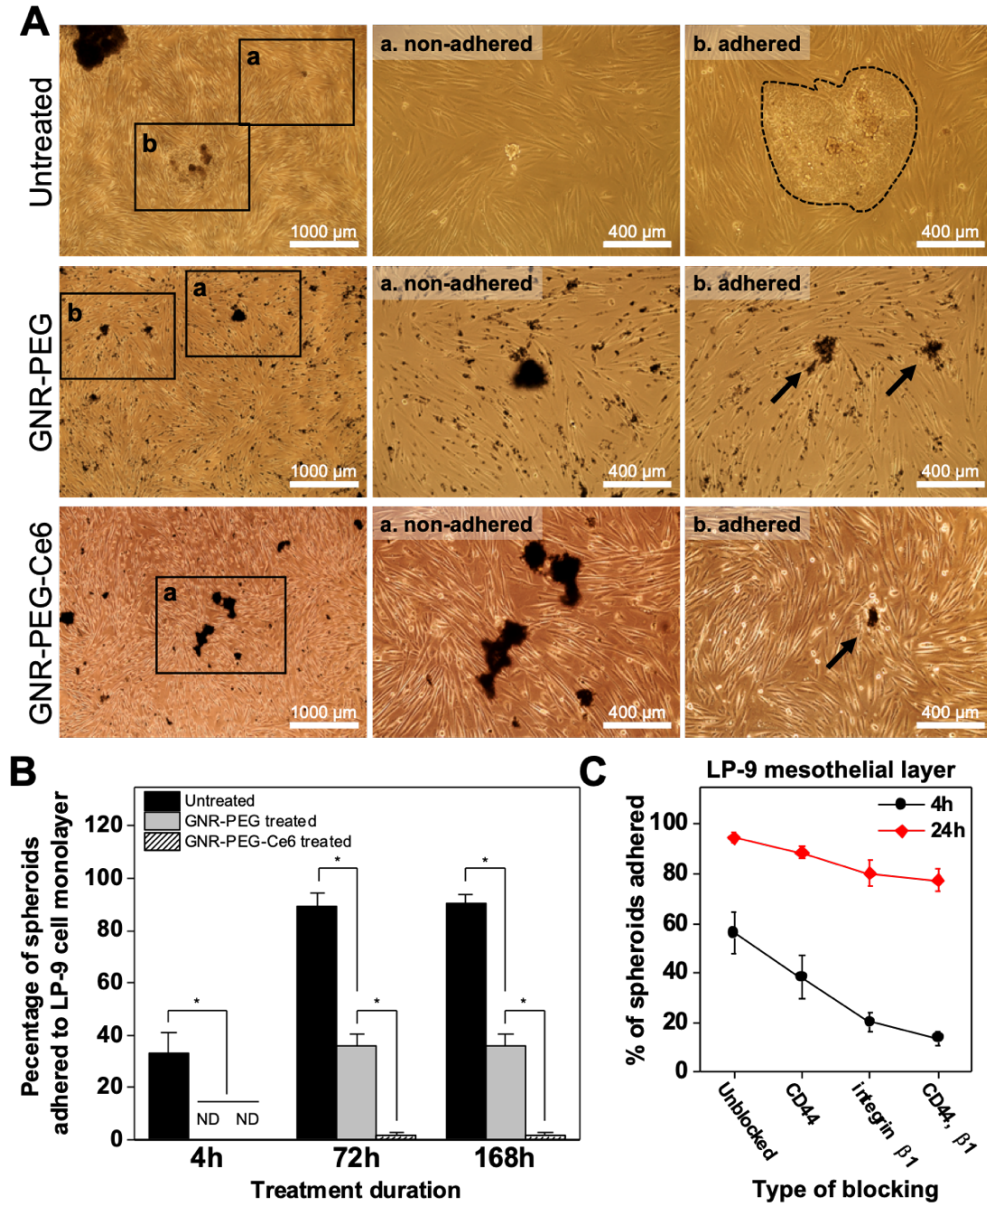 A
Untreated
a
b
1000 µm
a. non-adhered
400 µm
b. adhered
400 µm
GNR-PEG
b
a
1000 µm
a. non-adhered
400 µm
b. adhered
400 µm
GNR-PEG-Ce6
a
1000 µm
a. non-adhered
400 µm
b. adhered
400 µm
B
Pecentage of spheroids
adhered to LP-9 cell monolayer
120
100
80
60
40
20
0
Untreated
GNR-PEG treated
GNR-PEG-Ce6 treated
*
ND
ND
*
*
*
*
4h
72h
168h
Treatment duration
C
LP-9 mesothelial layer
4h
24h
% of spheroids adhered
100
80
60
40
20
0
Unblocked
CD44
integrin β1
CD44, β1
Type of blocking